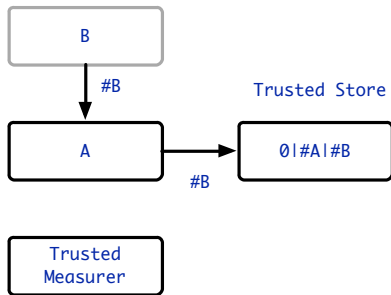 B
#B
Trusted Store
A
0|#A|#B
#B
Trusted
Measurer